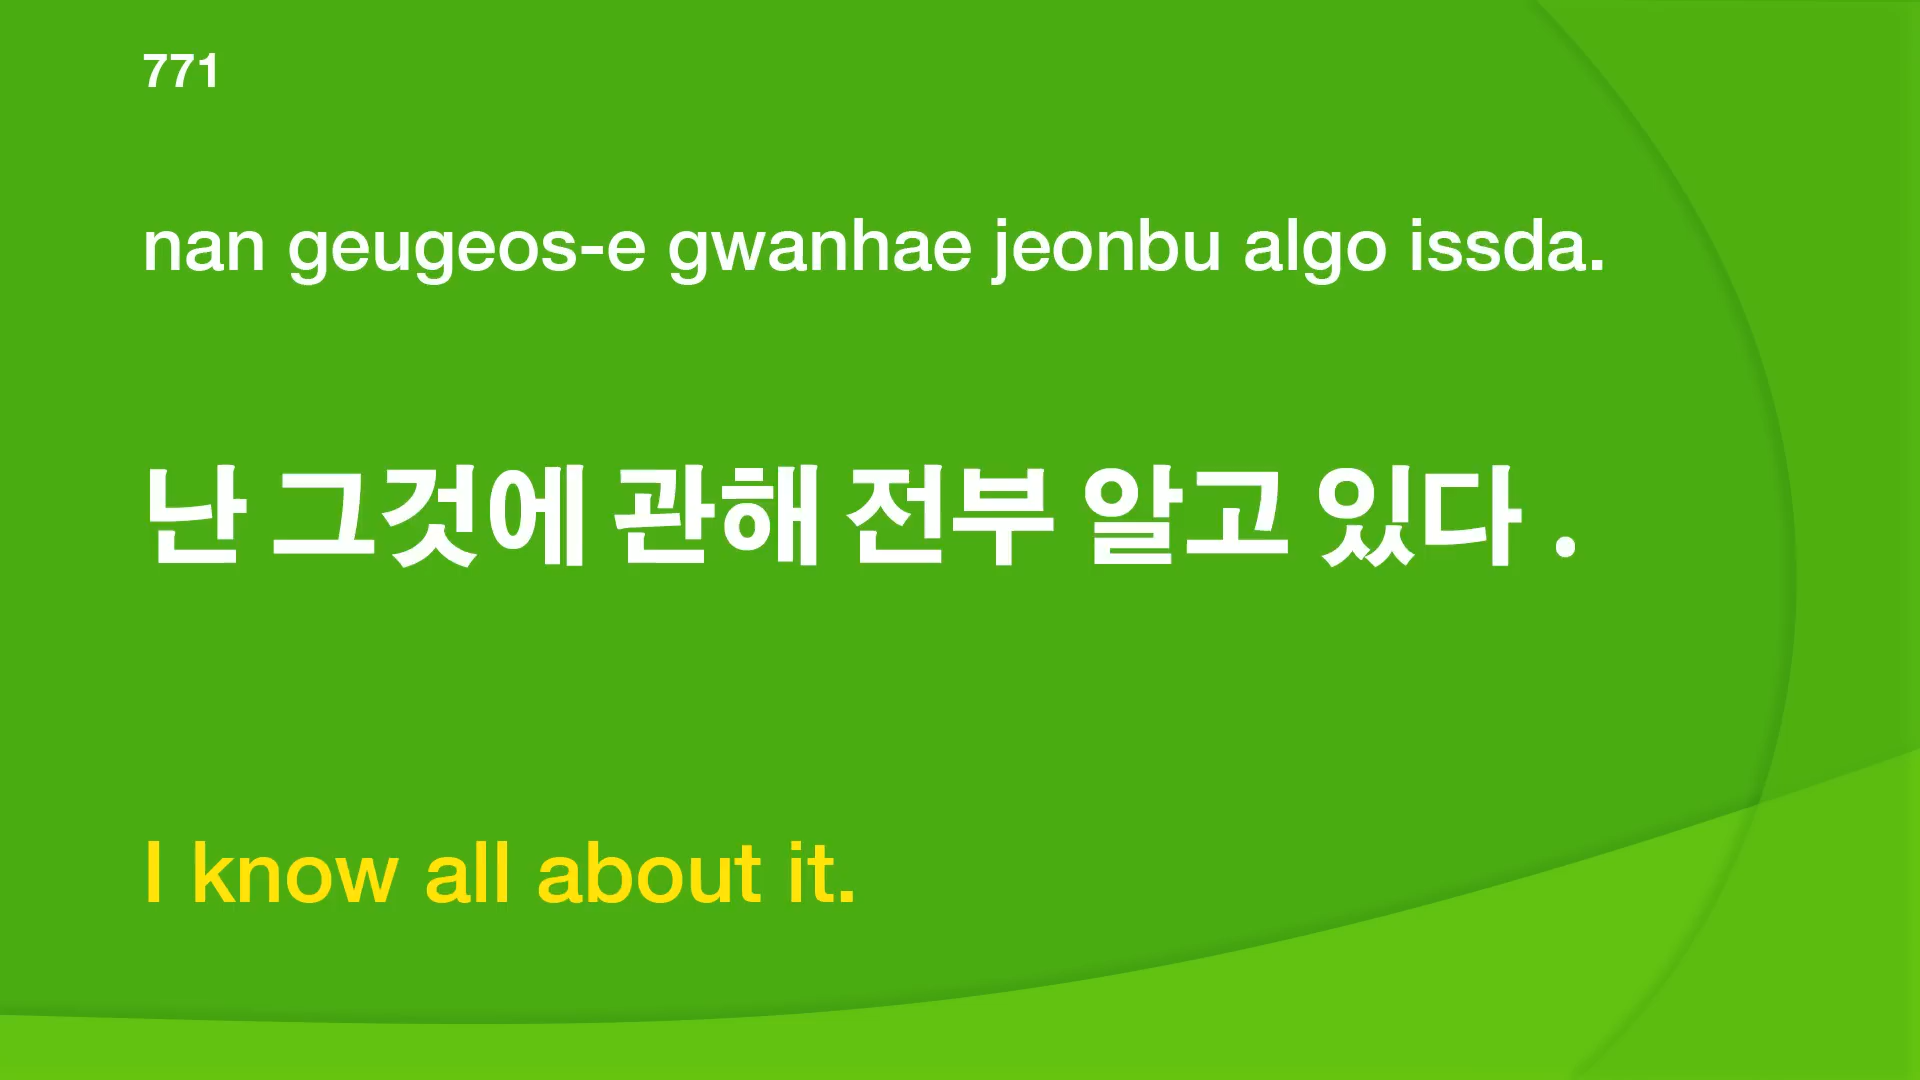 771
nan geugeos-e gwanhae jeonbu algo issda.
난 그것에 관해 전부 알고 있다 .
I know all about it.